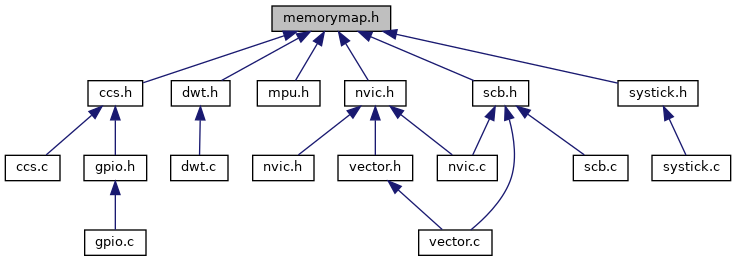 memorymap.h
ccs.h
dwt.h
mpu.h
nvic.h
scb.h
systick.h
ccs.c
gpio.h
dwt.c
nvic.h
vector.h
nvic.c
scb.c
systick.c
gpio.c
vector.c